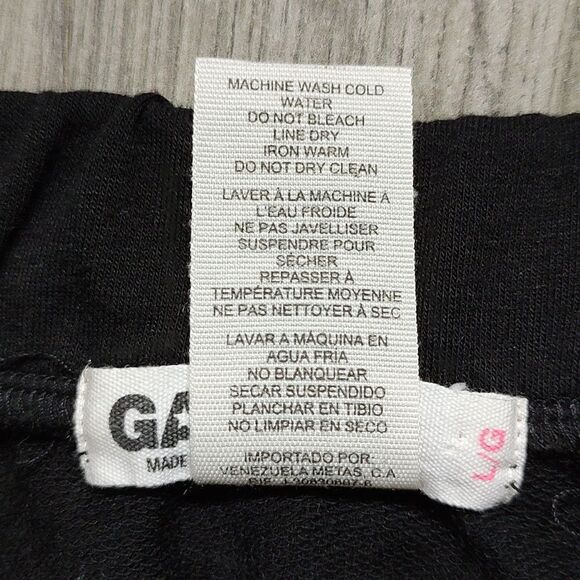 MACHINE WASH COLD
WATER
DO NOT BLEACH
LINE DRY
IRON WARM
DO NOT DRY CLEAN
LAVER À LA MACHINE À
L'EAU FROIDE
NE PAS JAVELLISER
SUSPENDRE POUR
SÉCHER
REPASSER À
TEMPÉRATURE MOYENNE
NE PAS NETTOYER À SEC
LAVAR A MÁQUINA EN
AGUA FRIA
NO BLANQUEAR
SECAR SUSPENDIDO
PLANCHAR EN TIBIO
NO LIMPIAR EN SECO
IMPORTADO POR
VENEZUELA METAS, C.A
GA
MADE
L/G